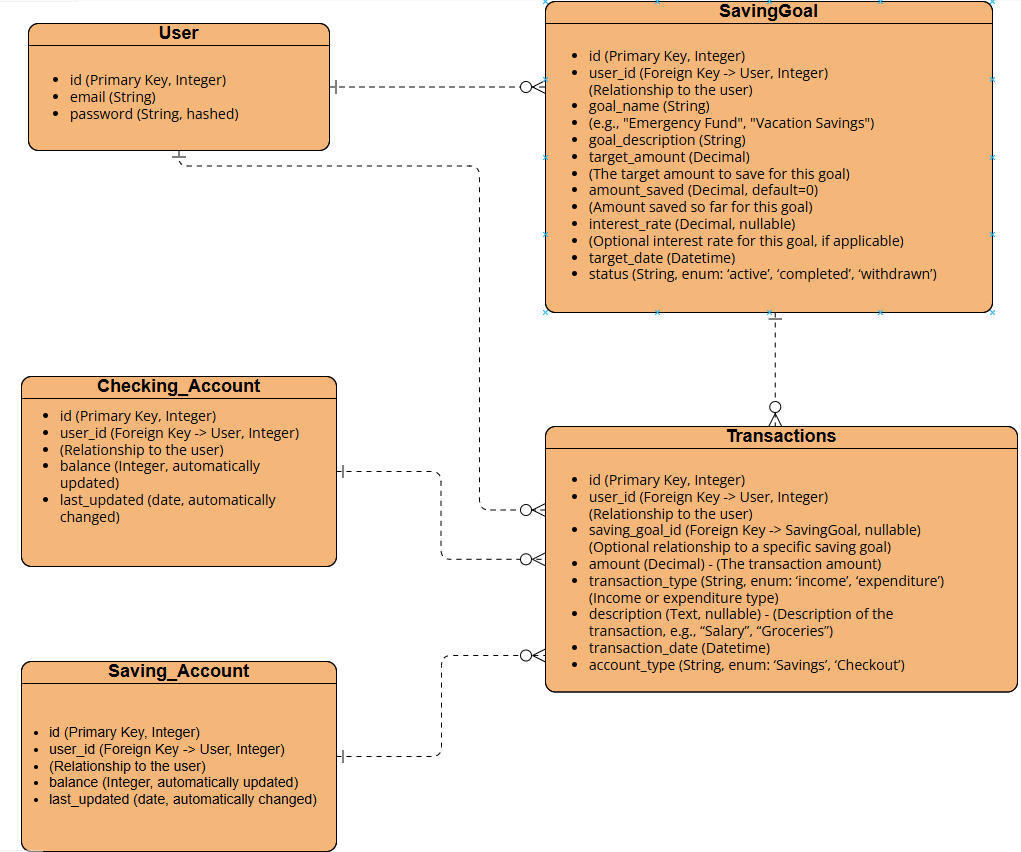 User
• id (Primary Key, Integer)
• email (String)
• password (String, hashed)
SavingGoal
• id (Primary Key, Integer)
• user_id (Foreign Key -> User, Integer)
(Relationship to the user)
• goal_name (String)
• (e.g., "Emergency Fund", "Vacation Savings")
• goal_description (String)
• target_amount (Decimal)
• (The target amount to save for this goal)
• amount_saved (Decimal, default=0)
• (Amount saved so far for this goal)
• interest_rate (Decimal, nullable)
• (Optional interest rate for this goal, if applicable)
• target_date (Datetime)
• status (String, enum: ‘active’, ‘completed’, ‘withdrawn’)
Checking_Account
• id (Primary Key, Integer)
• user_id (Foreign Key -> User, Integer)
• (Relationship to the user)
• balance (Integer, automatically
updated)
• last_updated (date, automatically
changed)
Transactions
• id (Primary Key, Integer)
• user_id (Foreign Key -> User, Integer)
(Relationship to the user)
• saving_goal_id (Foreign Key -> SavingGoal, nullable)
(Optional relationship to a specific saving goal)
• amount (Decimal) - (The transaction amount)
• transaction_type (String, enum: ‘income’, ‘expenditure’)
(Income or expenditure type)
• description (Text, nullable) - (Description of the
transaction, e.g., “Salary”, “Groceries”)
• transaction_date (Datetime)
• account_type (String, enum: ‘Savings’, ‘Checkout’)
Saving_Account
• id (Primary Key, Integer)
• user_id (Foreign Key -> User, Integer)
• (Relationship to the user)
• balance (Integer, automatically updated)
• last_updated (date, automatically changed)